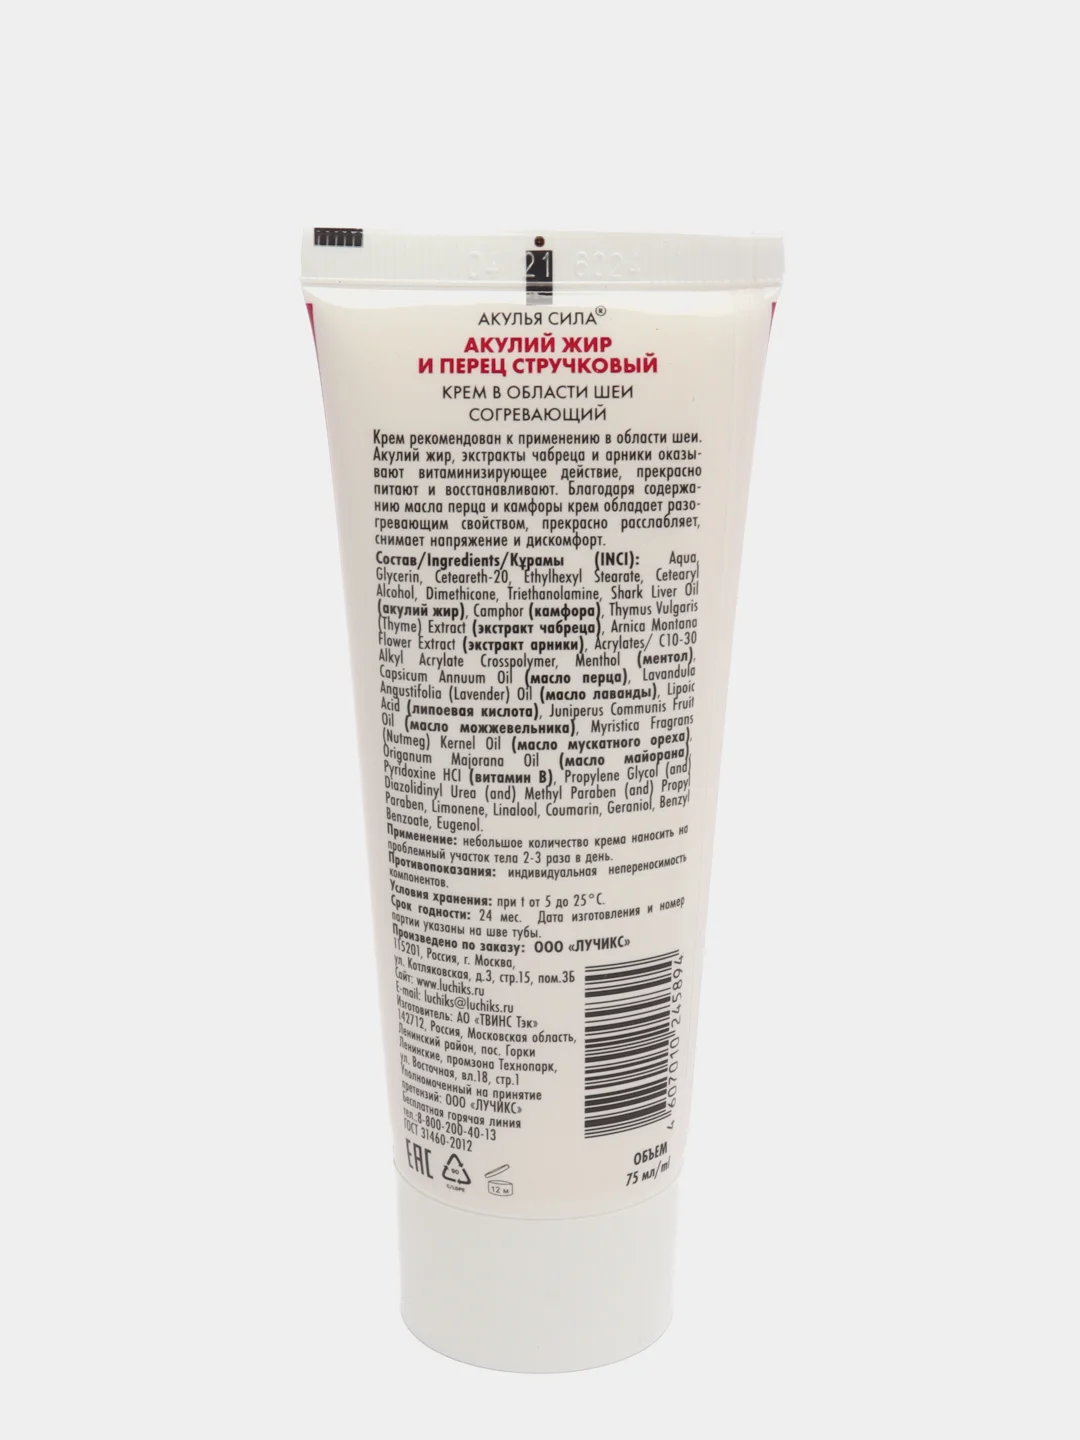 04 21 6024
АКУЛЬЯ СИЛА®
АКУЛИЙ ЖИР
И ПЕРЕЦ СТРУЧКОВЫЙ
КРЕМ В ОБЛАСТИ ШЕИ
СОГРЕВАЮЩИЙ
Крем рекомендован к применению в области шеи.
Акулий жир, экстракты чабреца и арники оказы-
вают витаминизирующее действие, прекрасно
питают и восстанавливают. Благодаря содержа-
нию масла перца и камфоры крем обладает разо-
гревающим свойством, прекрасно расслабляет,
снимает напряжение и дискомфорт.
Состав/Ingredients/Құрамы (INCI): Aqua,
Glycerin, Ceteareth-20, Ethylhexyl Stearate, Cetearyl
Alcohol, Dimethicone, Triethanolamine, Shark Liver Oil
(акулий жир), Camphor (камфора), Thymus Vulgaris
(Thyme) Extract (экстракт чабреца), Arnica Montana
Flower Extract (экстракт арники), Acrylates/ C10-30
Alkyl Acrylate Crosspolymer, Menthol (ментол),
Capsicum Annuum Oil (масло перца), Lavandula
Angustifolia (Lavender) Oil (масло лаванды), Lipoic
Acid (липоевая кислота), Juniperus Communis Fruit
Oil (масло можжевельника), Myristica Fragrans
(Nutmeg) Kernel Oil (масло мускатного ореха),
Origanum Majorana Oil (масло майорана),
Pyridoxine HCl (витамин В), Propylene Glycol (and)
Diazolidinyl Urea (and) Methyl Paraben (and) Propyl
Paraben, Limonene, Linalool, Coumarin, Geraniol, Benzyl
Benzoate, Eugenol.
Применение: небольшое количество крема наносить на
проблемный участок тела 2-3 раза в день.
Противопоказания: индивидуальная непереносимость
компонентов.
Условия хранения: при t от 5 до 25°С.
Срок годности: 24 мес. Дата изготовления и номер
партии указаны на шве тубы.
Произведено по заказу: ООО «ЛУЧИКС»
115201, Россия, г. Москва,
ул. Котляковская, д.3, стр.15, пом.3Б
Сайт: www.luchiks.ru
E-mail: luchiks@luchiks.ru
Изготовитель: АО «ТВИНС Тэк»
142712, Россия, Московская область,
Ленинский район, пос. Горки
Ленинские, промзона Технопарк,
ул. Восточная, вл.18, стр.1
Уполномоченный на принятие
претензий: ООО «ЛУЧИКС»
Бесплатная горячая линия
тел.:8-800-200-40-13
ГОСТ 31460-2012
4 607010 245894
EAC
90
C/LDPE
12 м
ОБЪЕМ
75 мл/ml